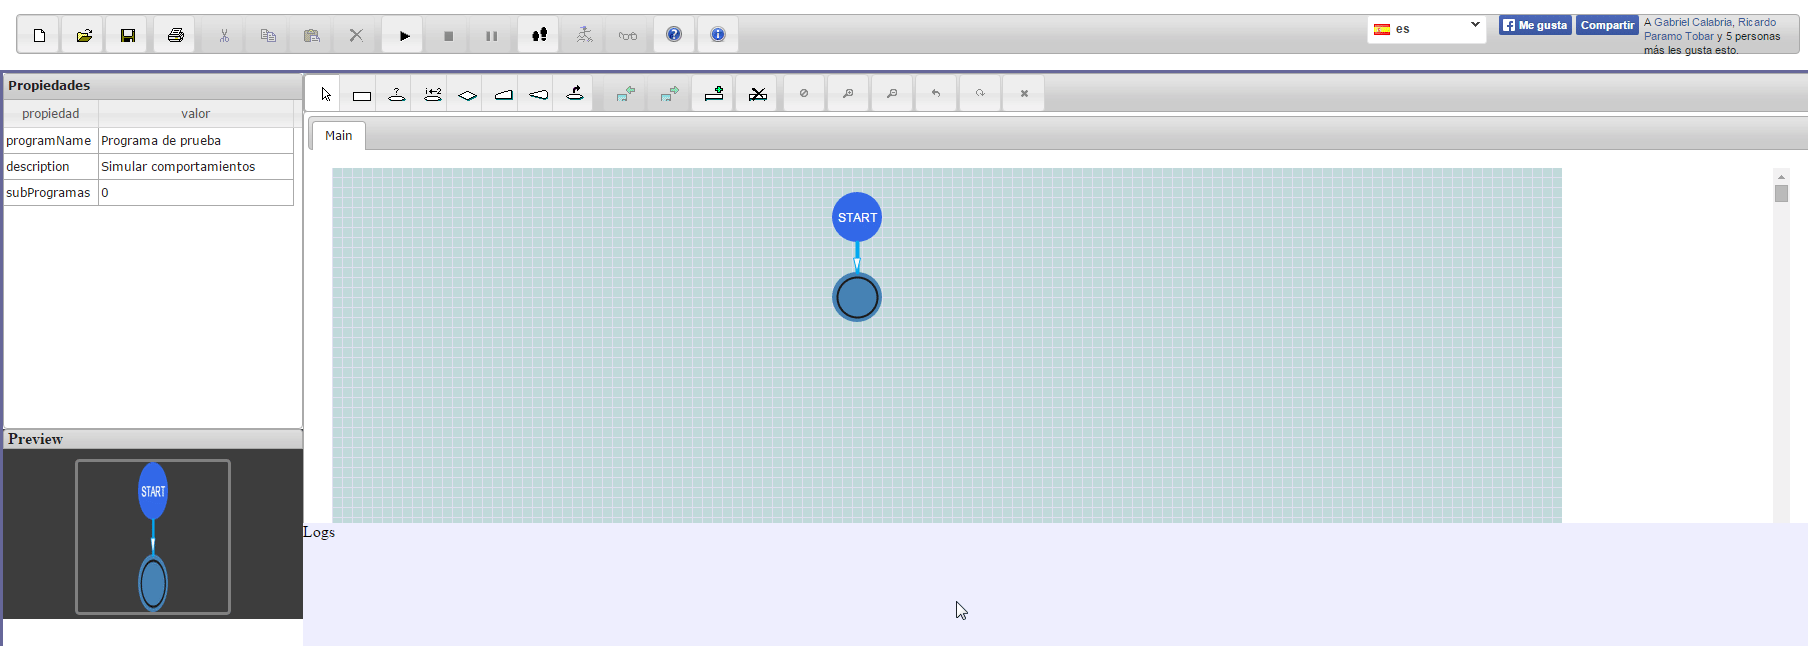 es
Me gusta
Compartir
A Gabriel Calabria, Ricardo
Paramo Tobar y 5 personas
más les gusta esto.
Propiedades
propiedad valor
programName Programa de prueba
description Simular comportamientos
subProgramas 0
i←2
Main
START
Preview
START
Logs